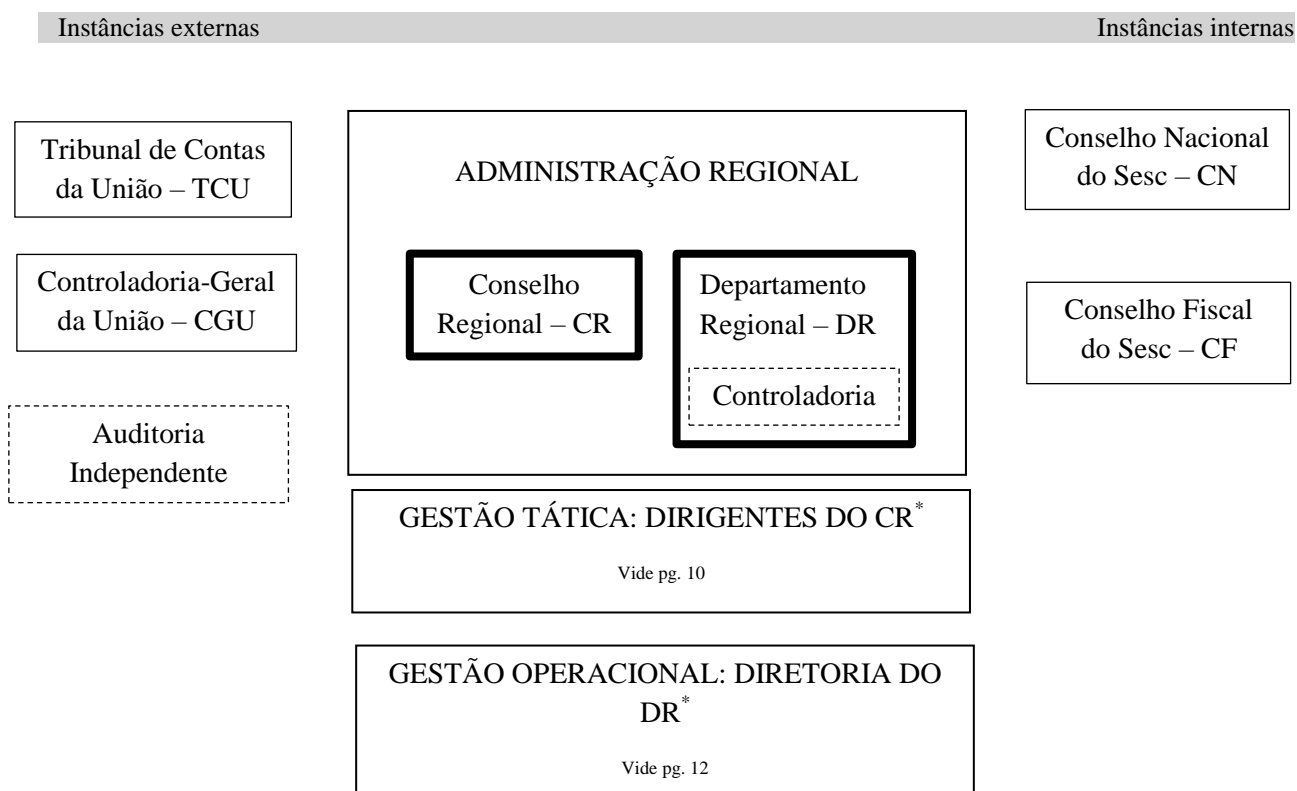 Instâncias externas
Instâncias internas
Tribunal de Contas
da União – TCU
Controladoria-Geral
da União – CGU
Auditoria
Independente
ADMINISTRAÇÃO REGIONAL
Conselho
Regional – CR
Departamento
Regional – DR
Controladoria
Conselho Nacional
do Sesc – CN
Conselho Fiscal
do Sesc – CF
GESTÃO TÁTICA: DIRIGENTES DO CR*
Vide pg. 10
GESTÃO OPERACIONAL: DIRETORIA DO
DR*
Vide pg. 12